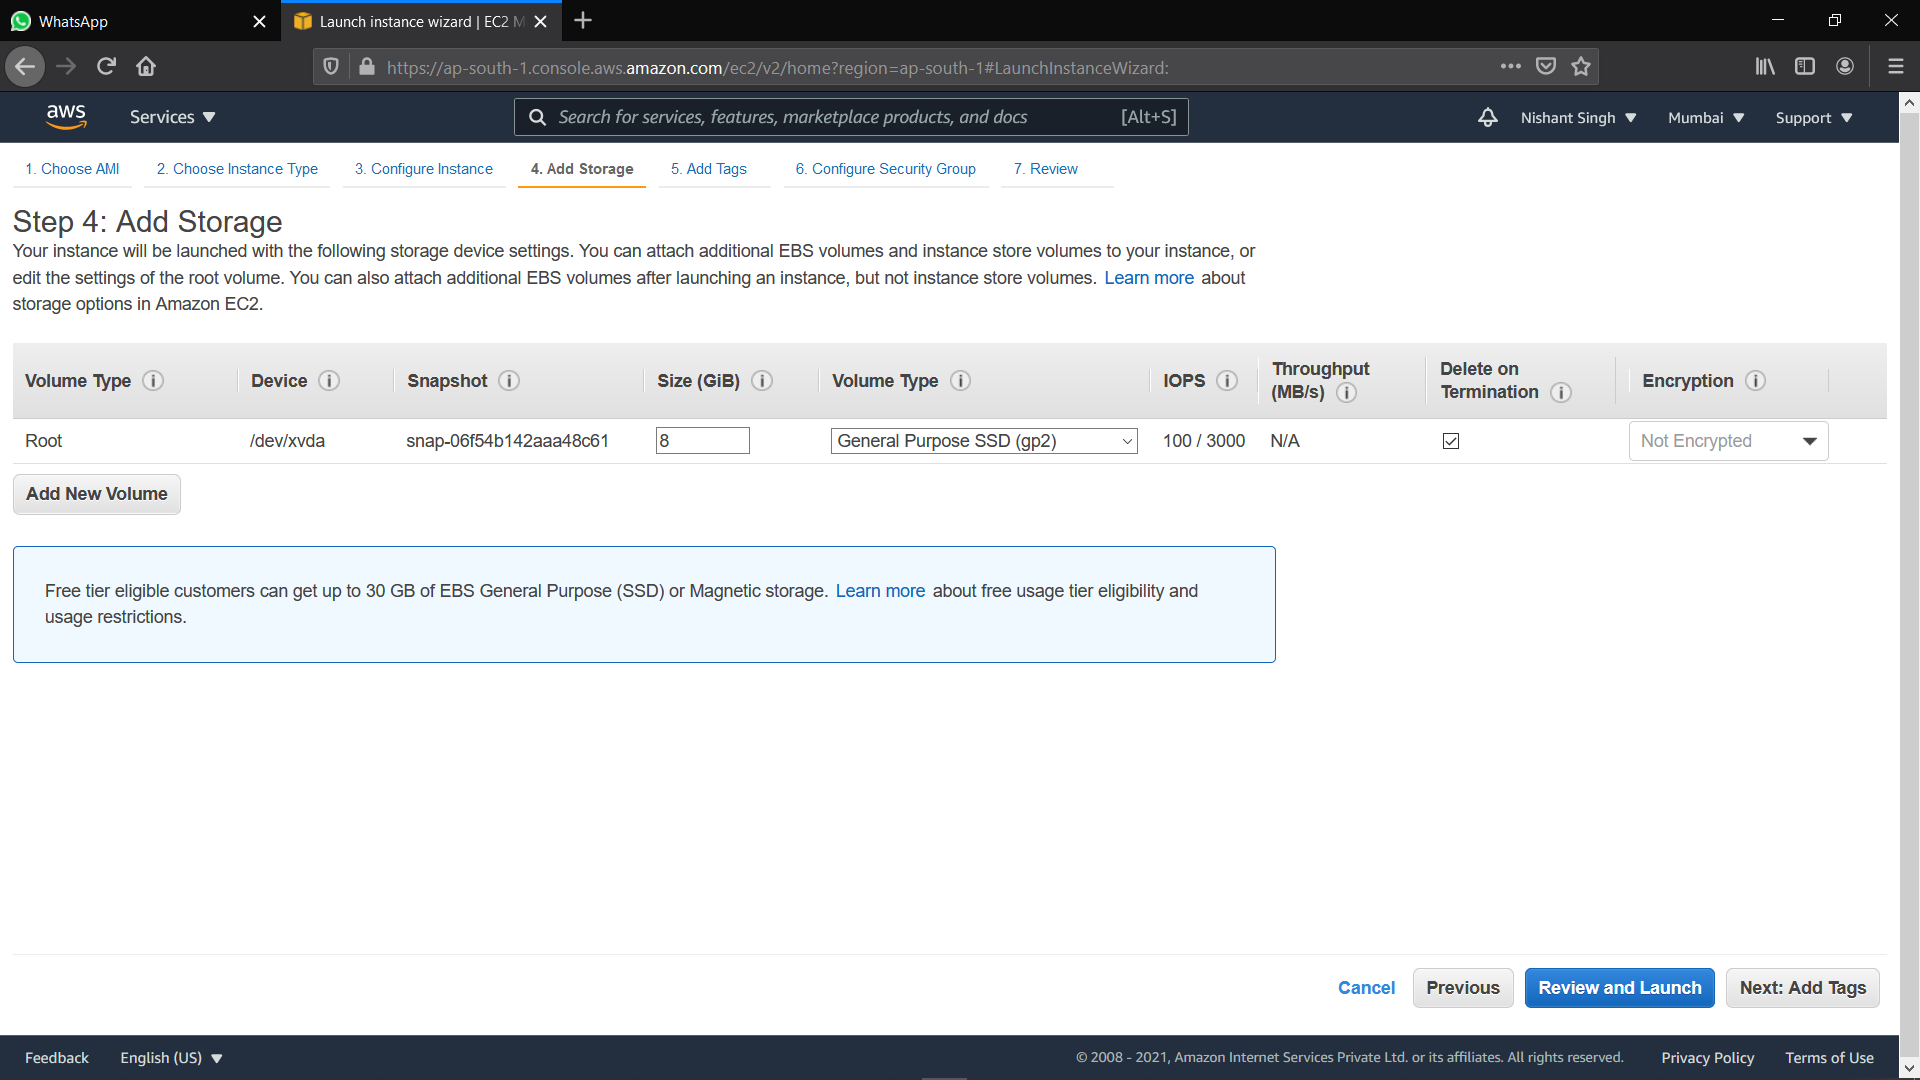 WhatsApp
Launch instance wizard | EC2 M
https://ap-south-1.console.aws.amazon.com/ec2/v2/home?region=ap-south-1#LaunchInstanceWizard:
aws
Services
Search for services, features, marketplace products, and docs
[Alt+S]
Nishant Singh
Mumbai
Support
1. Choose AMI
2. Choose Instance Type
3. Configure Instance
4. Add Storage
5. Add Tags
6. Configure Security Group
7. Review
Step 4: Add Storage
Your instance will be launched with the following storage device settings. You can attach additional EBS volumes and instance store volumes to your instance, or
edit the settings of the root volume. You can also attach additional EBS volumes after launching an instance, but not instance store volumes. Learn more about
storage options in Amazon EC2.
Volume Type
Device
Snapshot
Size (GiB)
Volume Type
IOPS
Throughput
(MB/s)
Delete on
Termination
Encryption
Root
/dev/xvda
snap-06f54b142aaa48c61
8
General Purpose SSD (gp2)
100 / 3000
N/A
Not Encrypted
Add New Volume
Free tier eligible customers can get up to 30 GB of EBS General Purpose (SSD) or Magnetic storage. Learn more about free usage tier eligibility and
usage restrictions.
Cancel
Previous
Review and Launch
Next: Add Tags
Feedback
English (US)
© 2008 - 2021, Amazon Internet Services Private Ltd. or its affiliates. All rights reserved.
Privacy Policy
Terms of Use